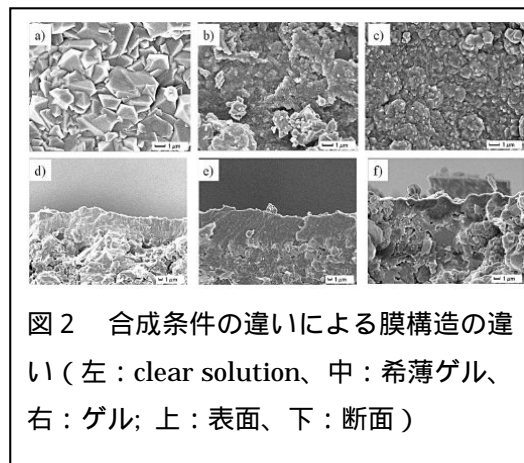 a)
b)
c)
1 μm
1 μm
1 μm
d)
e)
f)
1 μm
1 μm
1 μm
図２　合成条件の違いによる膜構造の違
い（左：clear solution、中：希薄ゲル、
右：ゲル; 上：表面、下：断面）